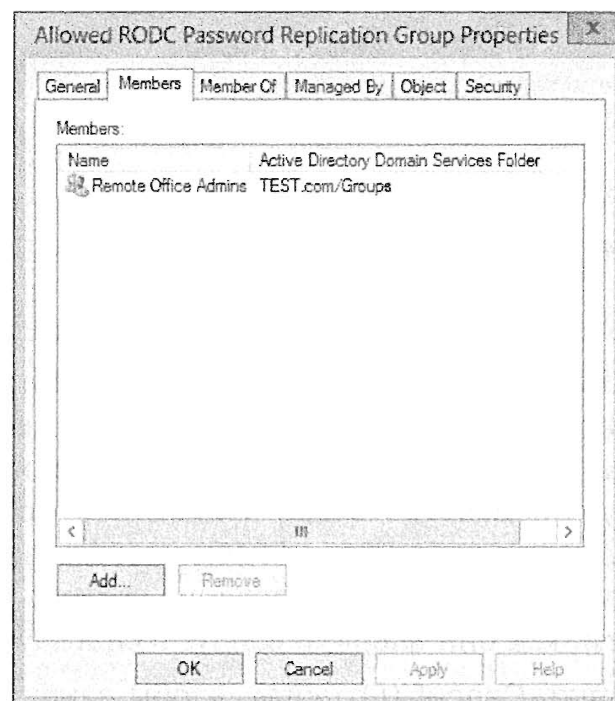 Allowed RODC Password Replication Group Properties x
General Members Member Of Managed By Object Security
Members:
Name Active Directory Domain Services Folder
Remote Office Admins TEST.com/Groups
Add... Remove
OK Cancel Apply Help